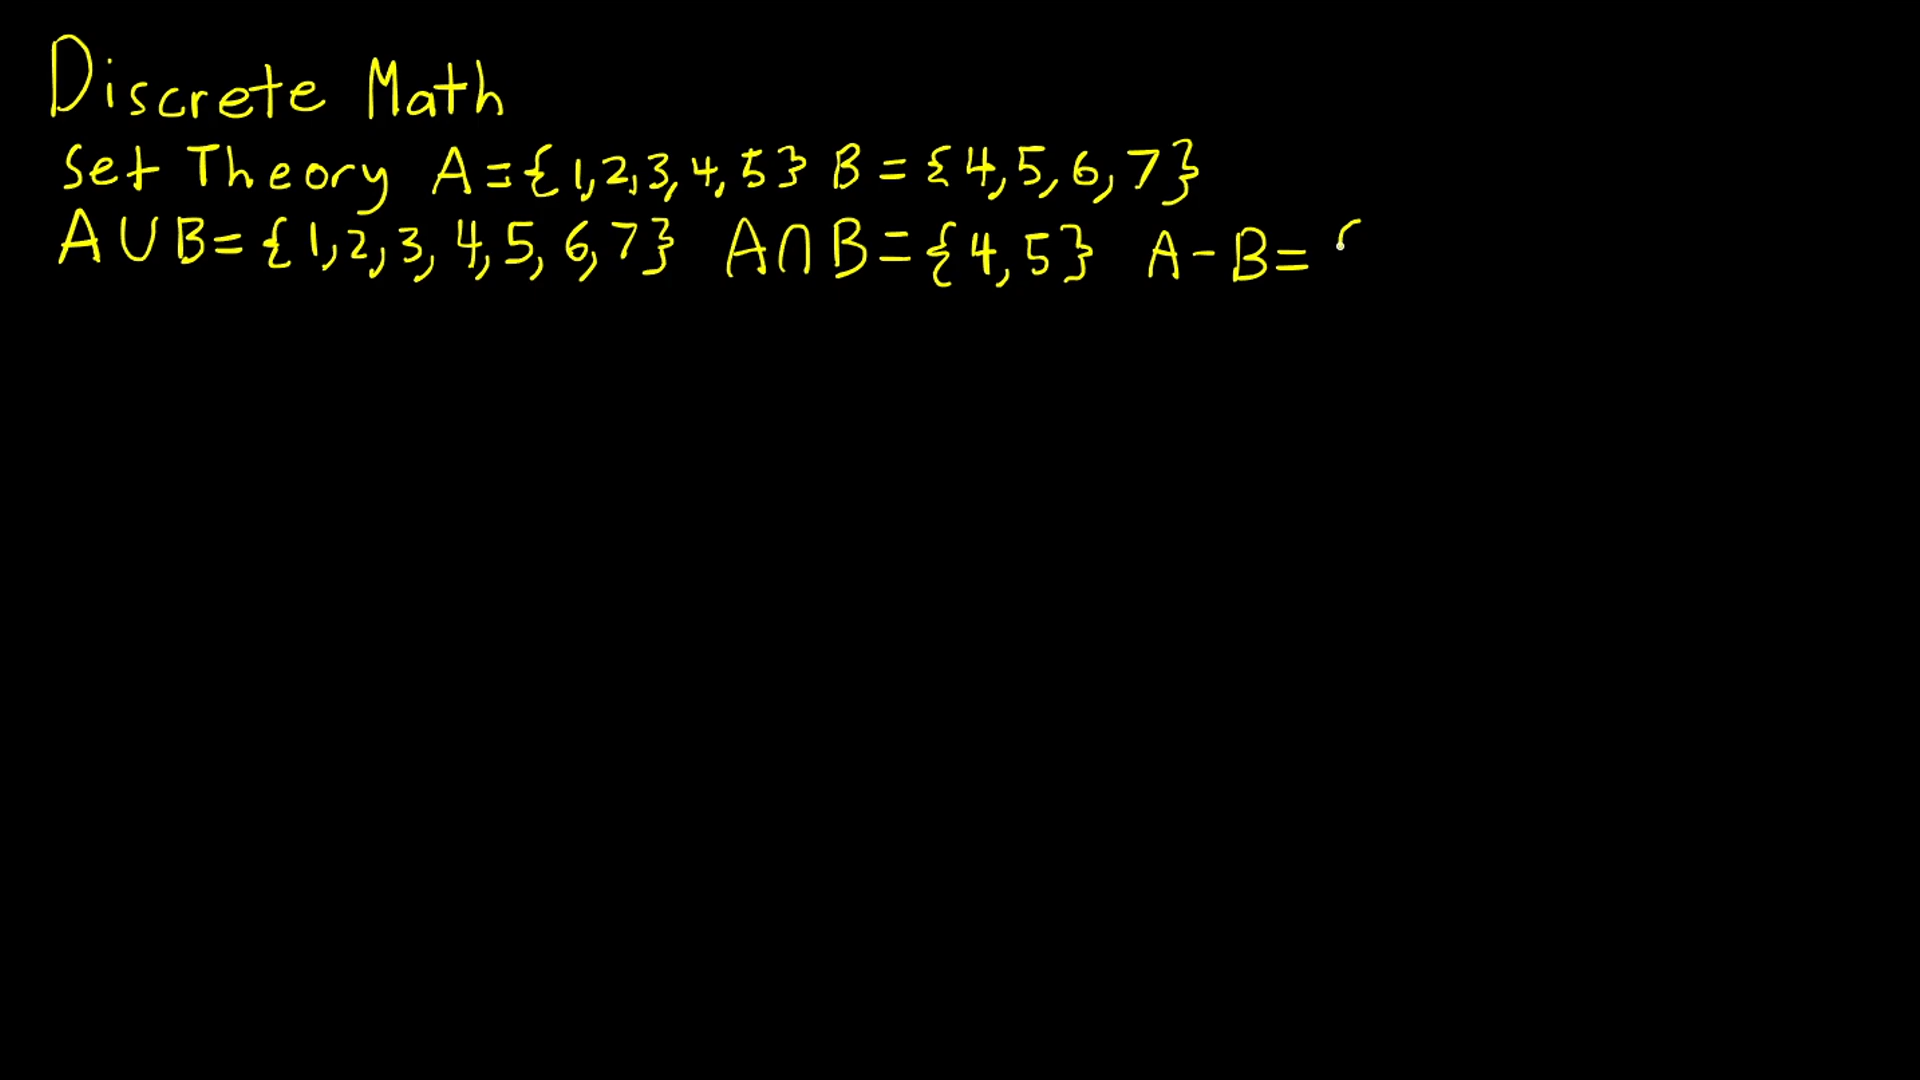 Discrete Math
Set Theory A={1,2,3,4,5} B={4,5,6,7}
A∪B={1,2,3,4,5,6,7} A∩B={4,5} A-B=